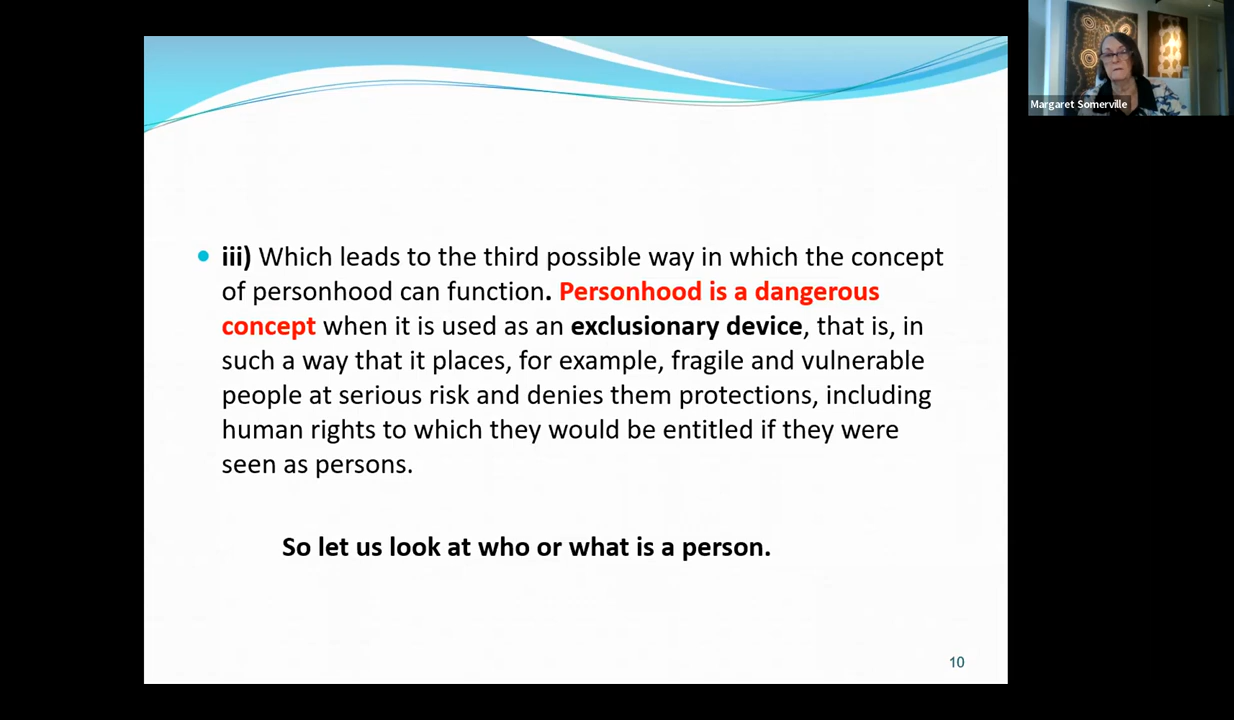 Margaret Somerville
iii) Which leads to the third possible way in which the concept
of personhood can function. Personhood is a dangerous
concept when it is used as an exclusionary device, that is, in
such a way that it places, for example, fragile and vulnerable
people at serious risk and denies them protections, including
human rights to which they would be entitled if they were
seen as persons.
So let us look at who or what is a person.
10